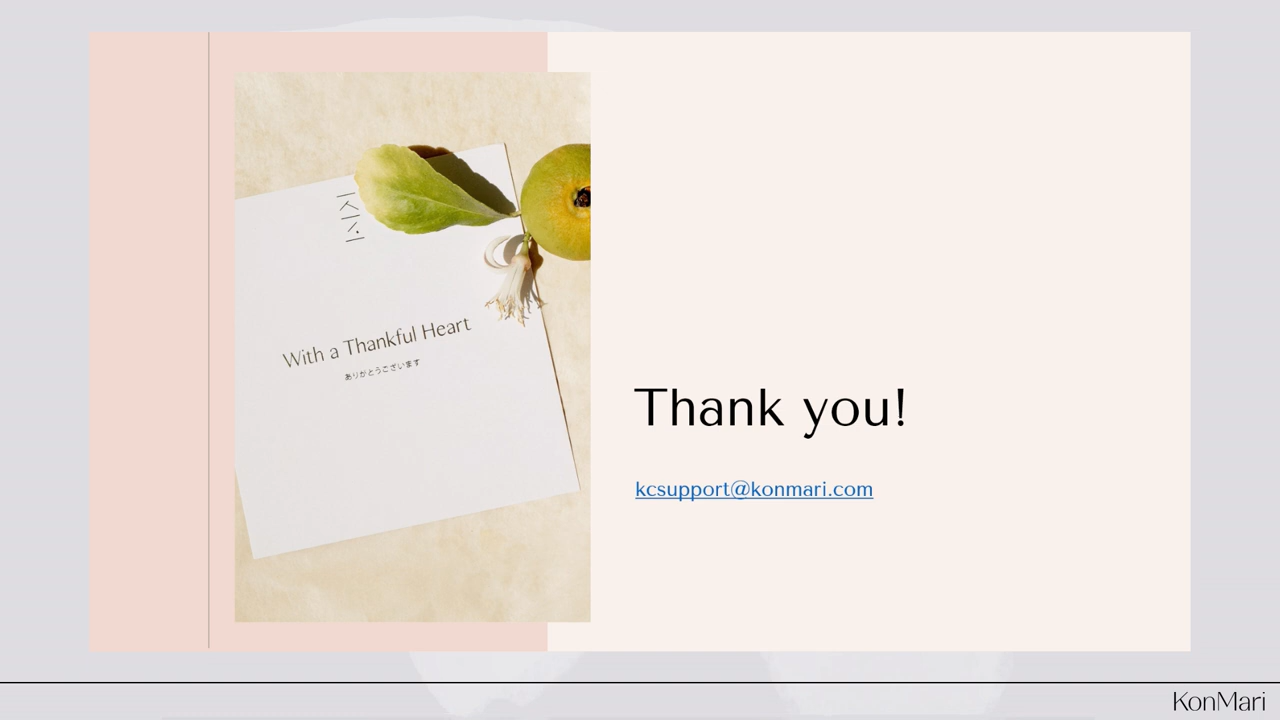 KM
With a Thankful Heart
ありがとうございます
Thank you!
kcsupport@konmari.com
KonMari